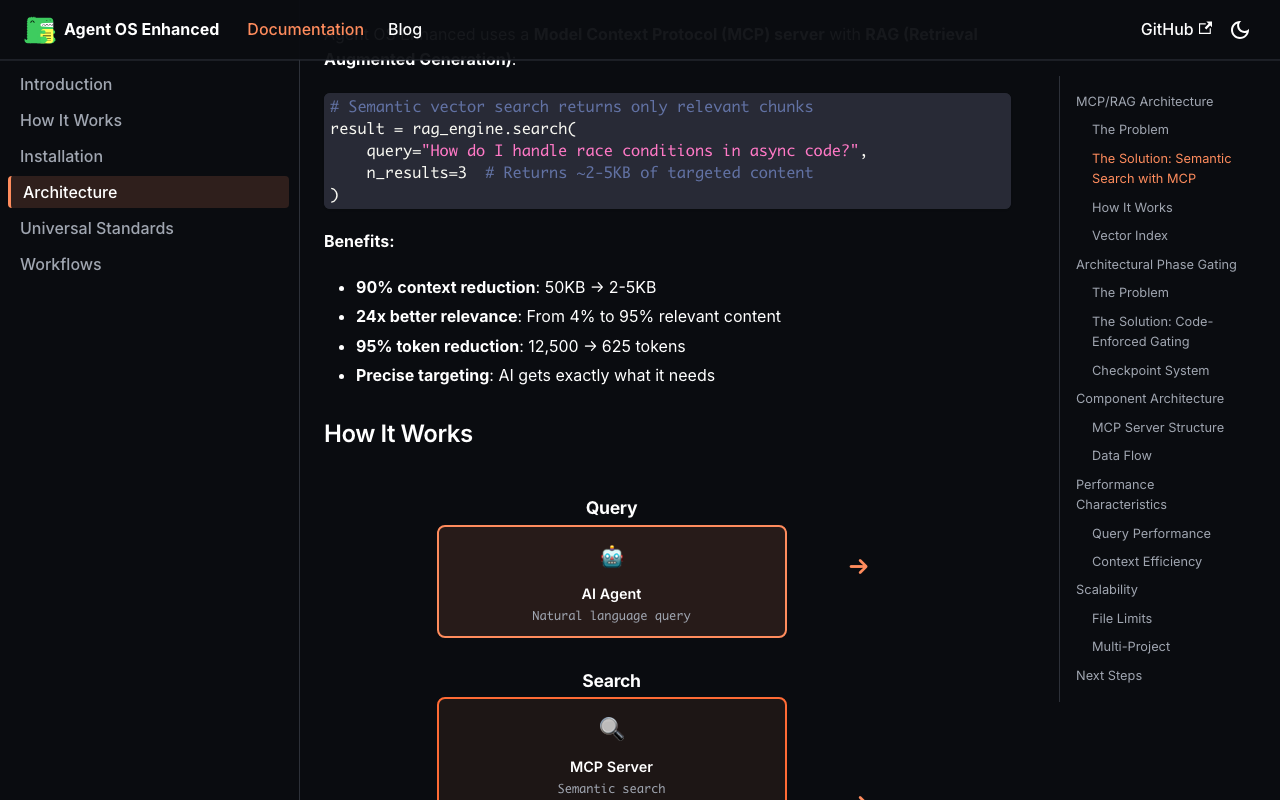 Agent OS Enhanced
Documentation
Blog
GitHub
Introduction
How It Works
Installation
Architecture
Universal Standards
Workflows
Agent OS Enhanced uses a Model Context Protocol (MCP) server with RAG (Retrieval
Augmented Generation):
# Semantic vector search returns only relevant chunks
result = rag_engine.search(
    query="How do I handle race conditions in async code?",
    n_results=3  # Returns ~2-5KB of targeted content
)
Benefits:
• 90% context reduction: 50KB → 2-5KB
• 24x better relevance: From 4% to 95% relevant content
• 95% token reduction: 12,500 → 625 tokens
• Precise targeting: AI gets exactly what it needs
How It Works
Query
AI Agent
Natural language query
→
Search
MCP Server
Semantic search
MCP/RAG Architecture
The Problem
The Solution: Semantic
Search with MCP
How It Works
Vector Index
Architectural Phase Gating
The Problem
The Solution: Code-
Enforced Gating
Checkpoint System
Component Architecture
MCP Server Structure
Data Flow
Performance
Characteristics
Query Performance
Context Efficiency
Scalability
File Limits
Multi-Project
Next Steps